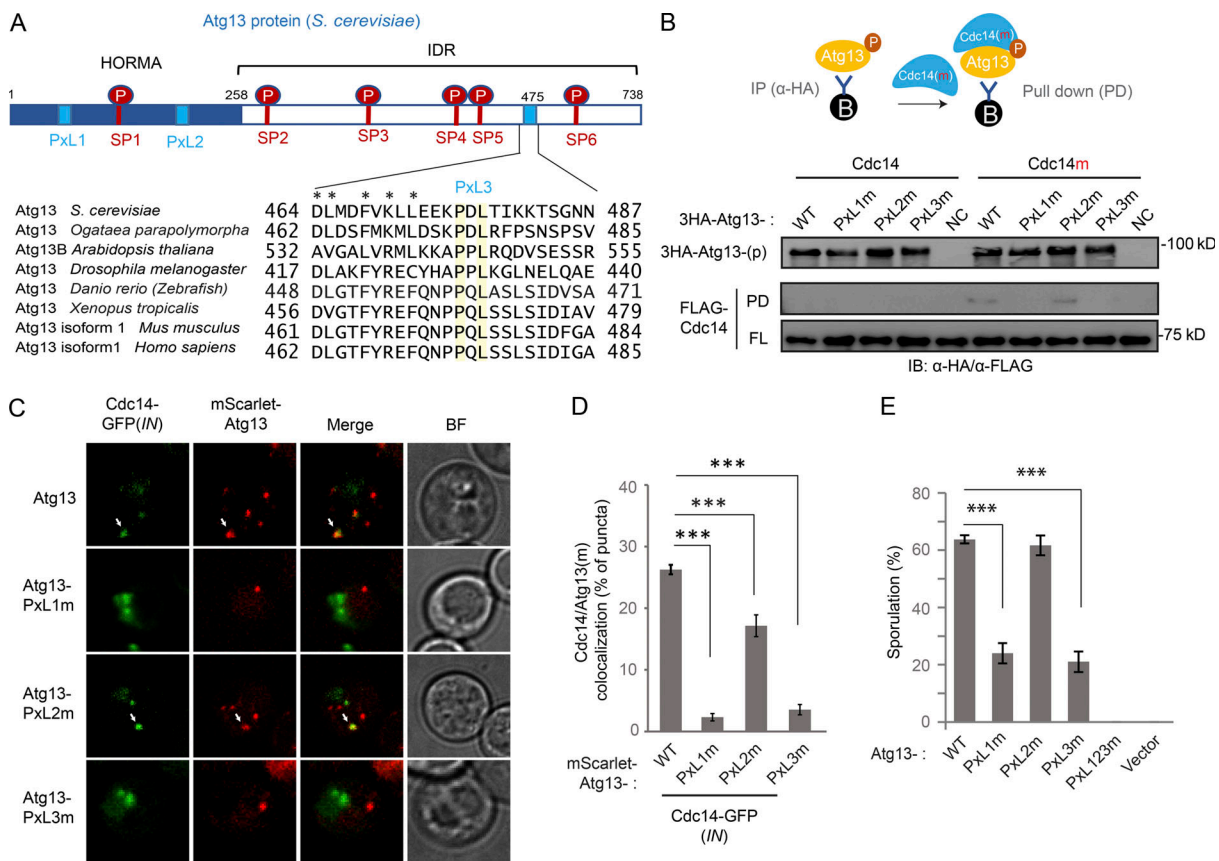 A
Atg13 protein (S. cerevisiae)
HORMA
IDR
1
258
475
738
P P P P P P
PxL1 SP1 PxL2 SP2 SP3 SP4 SP5 SP6
* * * * * PxL3
Atg13 S. cerevisiae 464 DLMDFVKLLEEKPDLTIKKTSGNN 487
Atg13 Ogataea parapolymorpha 462 DLDSFMKMLDSKPDLRFPSNSPSV 485
Atg13B Arabidopsis thaliana 532 AVGALVRMLKKAPPLRQDVSESSR 555
Atg13 Drosophila melanogaster 417 DLAKFYRECYHAPPLKGLNELQAE 440
Atg13 Danio rerio (Zebrafish) 448 DLGTFYREFQNPPQLASLSIDVSA 471
Atg13 Xenopus tropicalis 456 DVGTFYREFQNPPQLSSLSIDIAV 479
Atg13 isoform 1 Mus musculus 461 DLGTFYREFQNPPQLSSLSIDFGA 484
Atg13 isoform1 Homo sapiens 462 DLGTFYREFQNPPQLSSLSIDIGA 485
B
Atg13 P
IP (α-HA)
B
Cdc14(m)
Cdc14(m) P
Atg13
B
Pull down (PD)
Cdc14 Cdc14m
3HA-Atg13- : WT PxL1m PxL2m PxL3m NC WT PxL1m PxL2m PxL3m NC
3HA-Atg13-(p) -100 kD
FLAG-
Cdc14
PD
FL
-75 kD
IB: α-HA/α-FLAG
C
Cdc14-
GFP(IN)
mScarlet-
Atg13
Merge
BF
Atg13
Atg13-
PxL1m
Atg13-
PxL2m
Atg13-
PxL3m
D
Cdc14/Atg13(m)
colocalization (% of puncta)
40
30
20
10
0
***
***
***
mScarlet-
Atg13- :
WT PxL1m PxL2m PxL3m
Cdc14-GFP
(IN)
E
Sporulation (%)
80
60
40
20
0
***
***
Atg13- : WT PxL1m PxL2m PxL3m PxL123m Vector